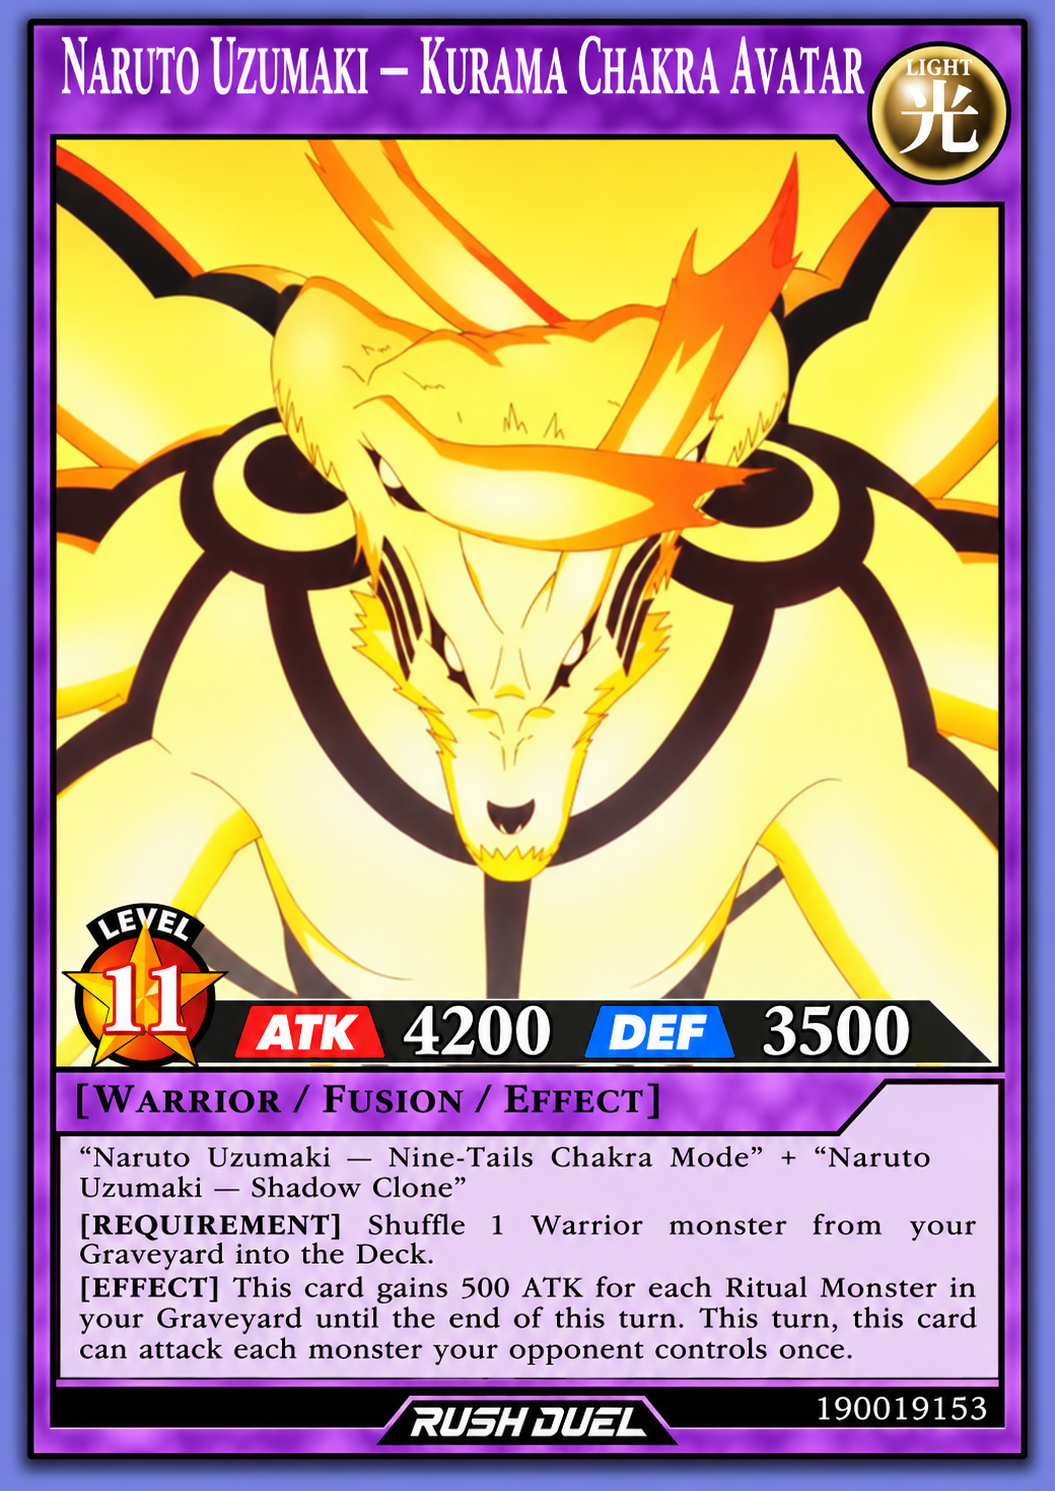 Naruto Uzumaki – Kurama Chakra Avatar
LIGHT
光
LEVEL
11
ATK 4200 DEF 3500
[Warrior / Fusion / Effect]
“Naruto Uzumaki — Nine-Tails Chakra Mode” + “Naruto
Uzumaki — Shadow Clone”
[REQUIREMENT] Shuffle 1 Warrior monster from your
Graveyard into the Deck.
[EFFECT] This card gains 500 ATK for each Ritual Monster in
your Graveyard until the end of this turn. This turn, this card
can attack each monster your opponent controls once.
190019153
RUSH DUEL